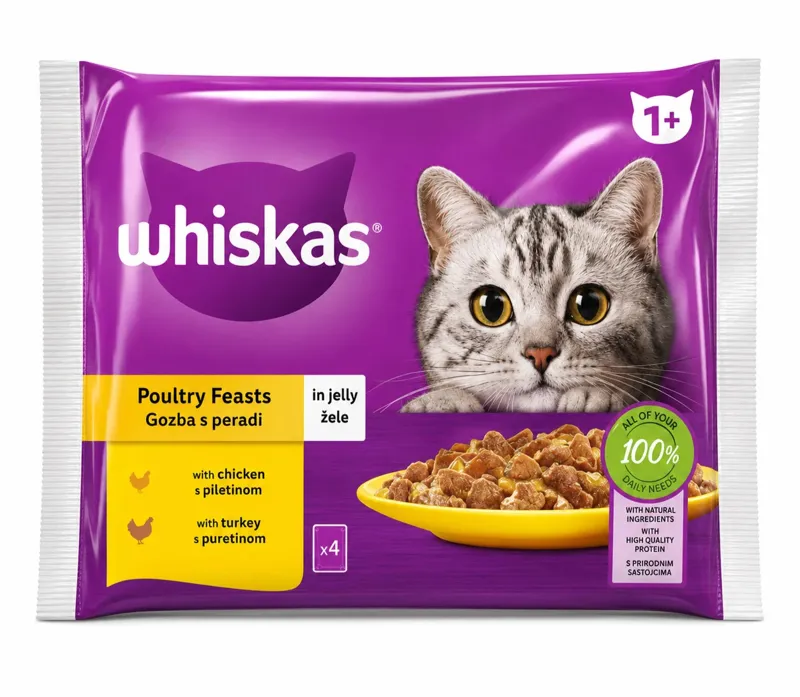 1+
whiskas®
Poultry Feasts
Gozba s peradi
in jelly
žele
with chicken
s piletinom
with turkey
s puretinom
x4
ALL OF YOUR
100%
DAILY NEEDS
WITH NATURAL
INGREDIENTS
WITH
HIGH QUALITY
PROTEIN
S PRIRODNIM
SASTOJCIMA